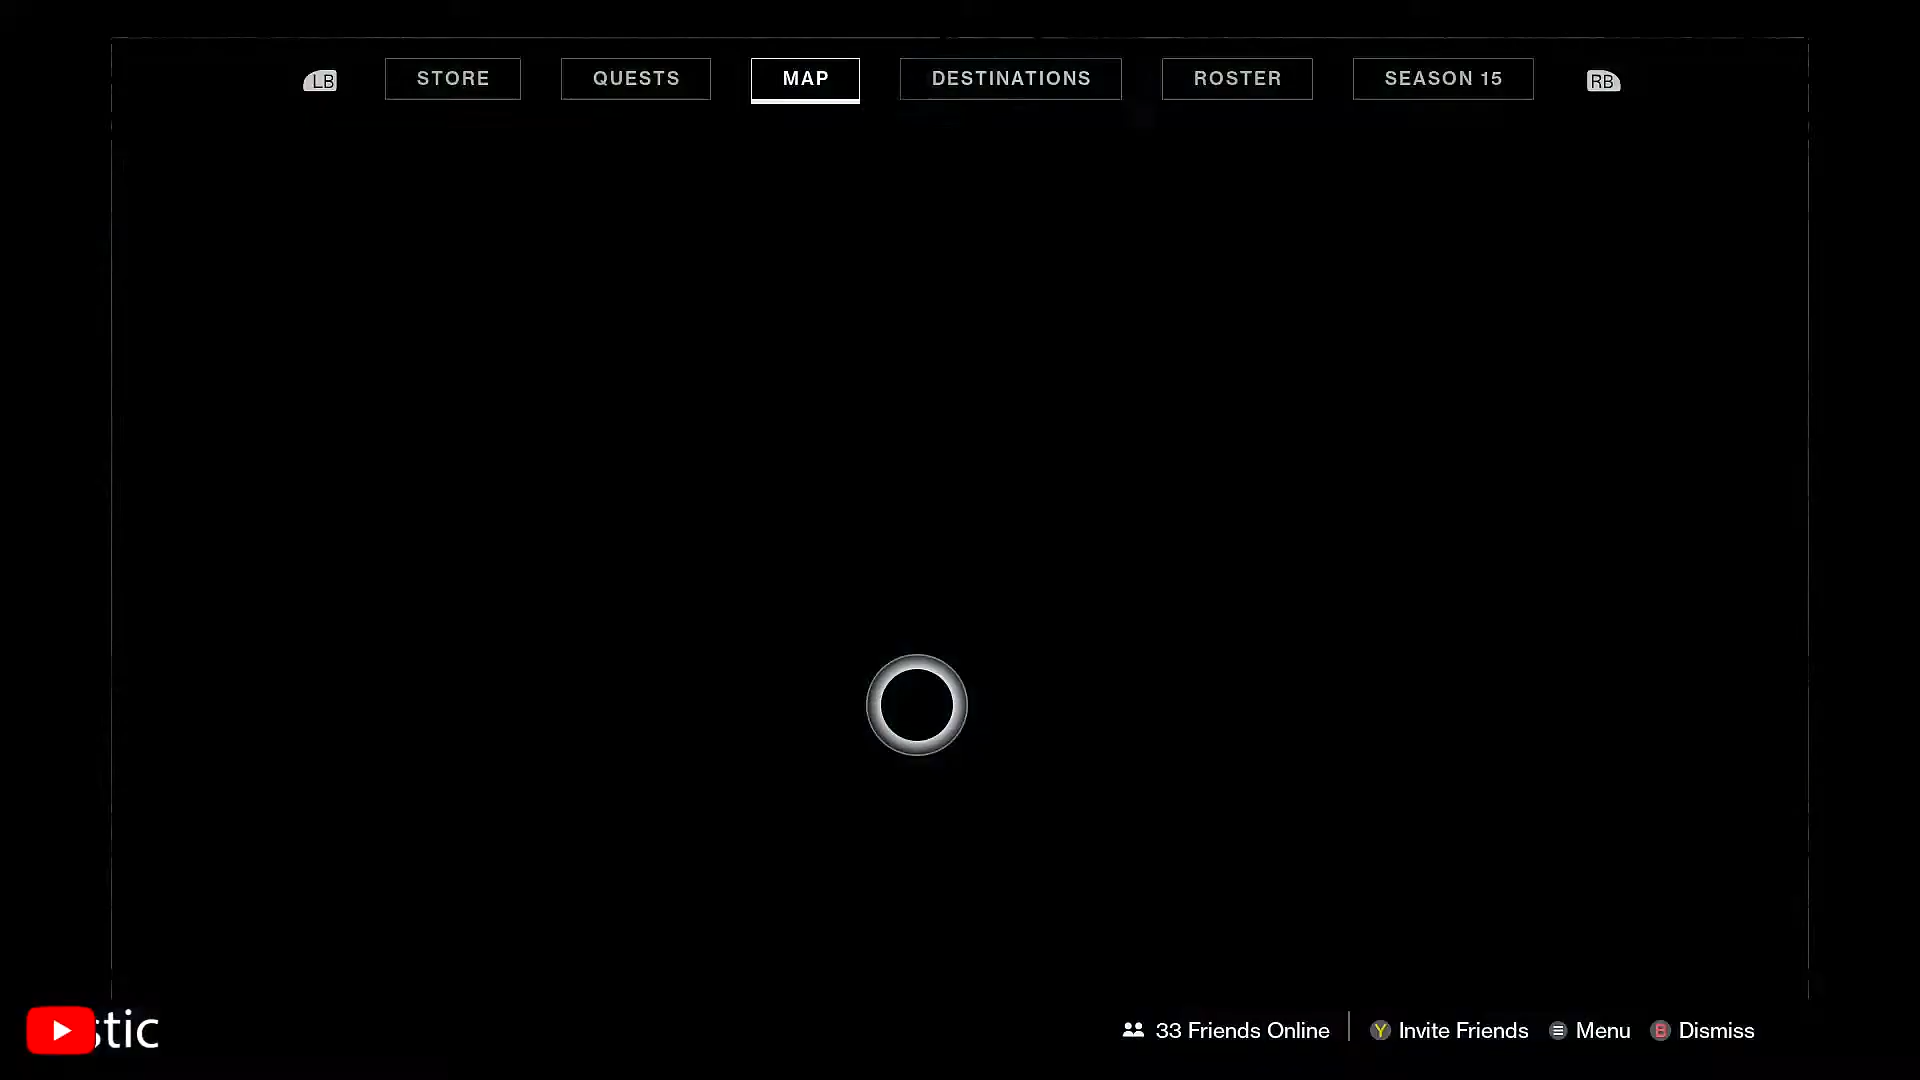 LB STORE QUESTS MAP DESTINATIONS ROSTER SEASON 15 RB
stic
33 Friends Online Y Invite Friends Menu B Dismiss